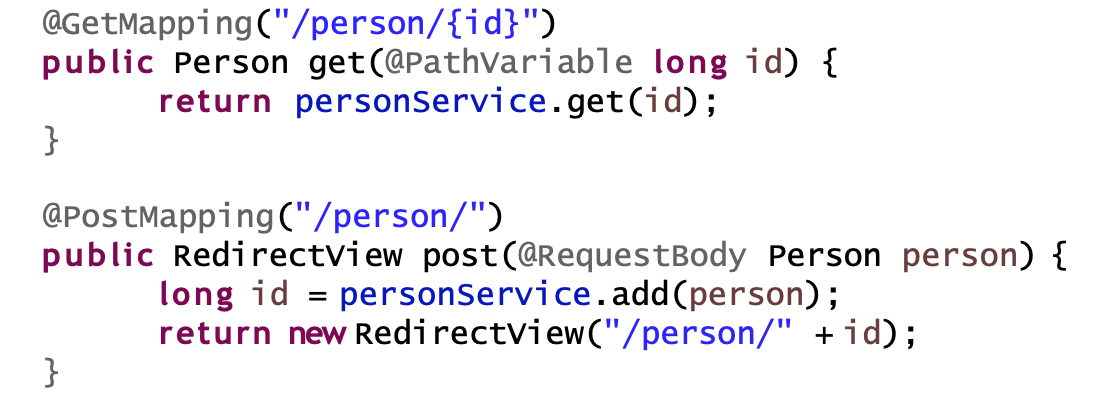 @GetMapping("/person/{id}")
public Person get(@PathVariable long id) {
return personService.get(id);
}
@PostMapping("/person/")
public RedirectView post(@RequestBody Person person) {
long id = personService.add(person);
return new RedirectView("/person/" + id);
}